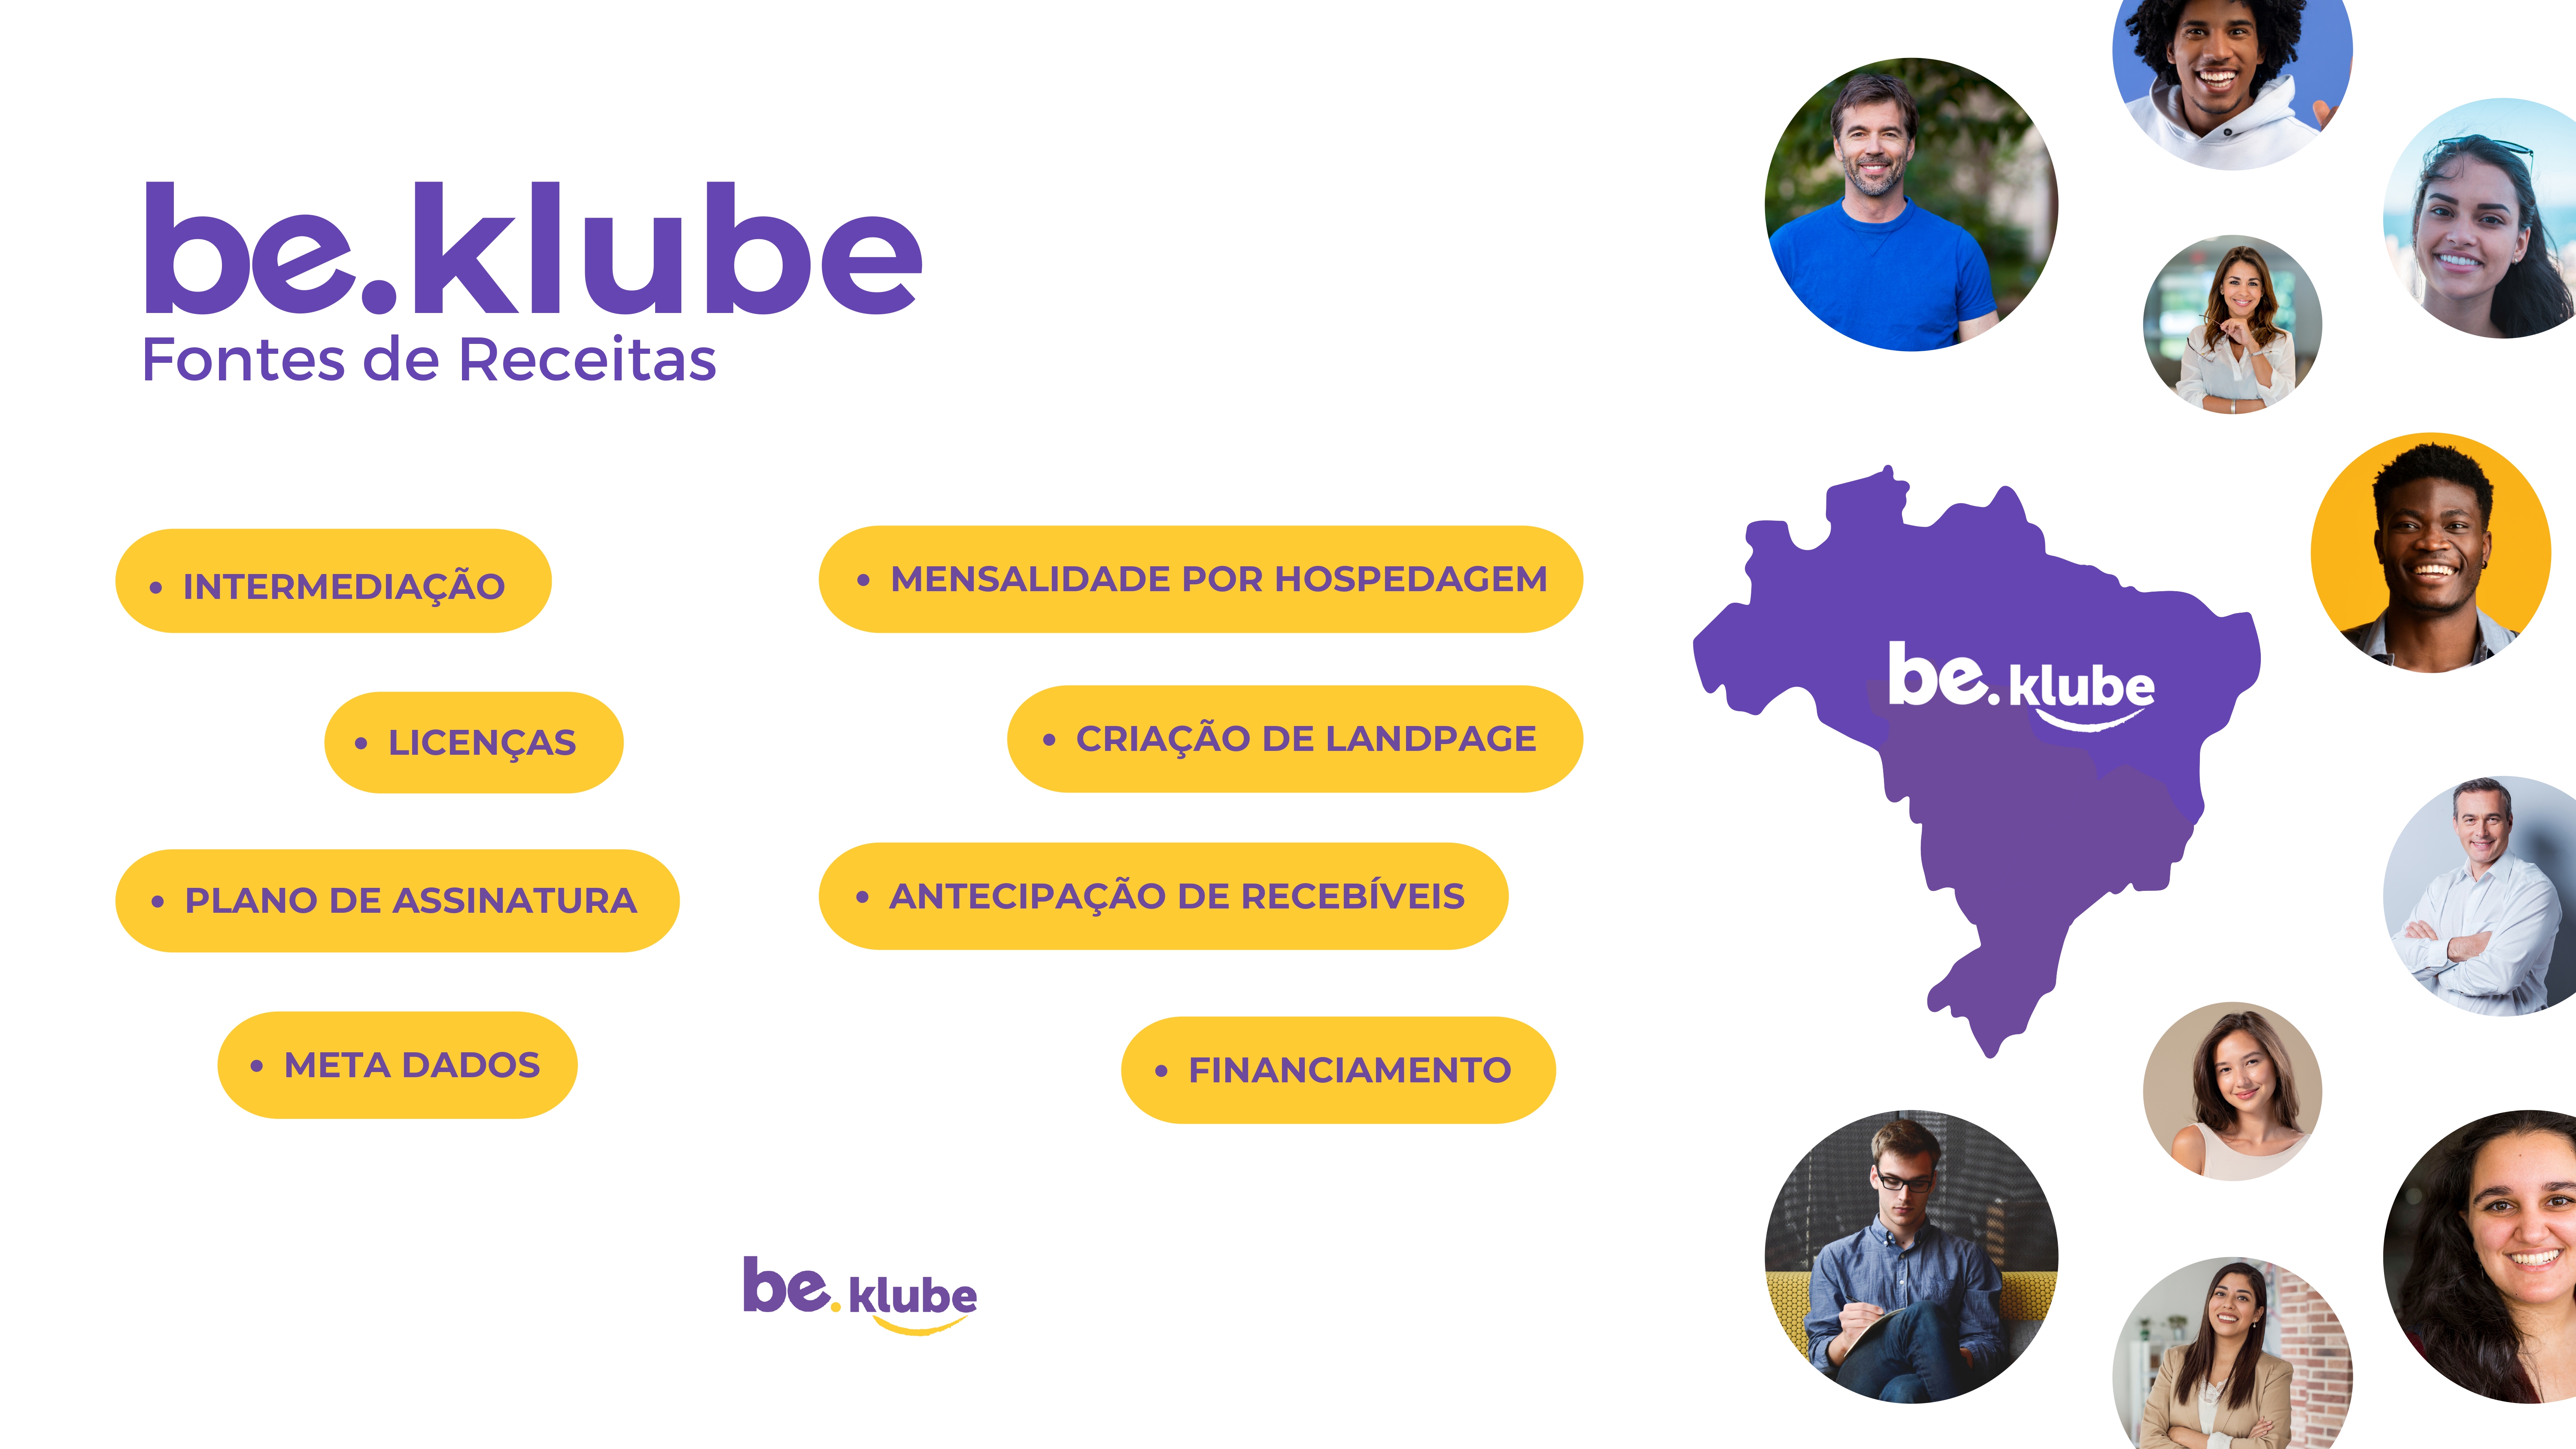 be.klube
Fontes de Receitas
• INTERMEDIAÇÃO
• LICENÇAS
• PLANO DE ASSINATURA
• META DADOS
• MENSALIDADE POR HOSPEDAGEM
• CRIAÇÃO DE LANDPAGE
• ANTECIPAÇÃO DE RECEBÍVEIS
• FINANCIAMENTO
be.klube
be.klube